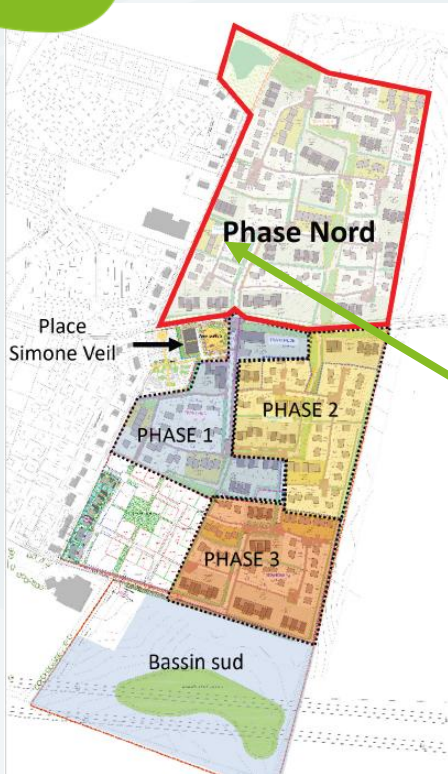 Phase Nord
Place
Simone Veil
PHASE 1
PHASE 2
PHASE 3
Bassin sud